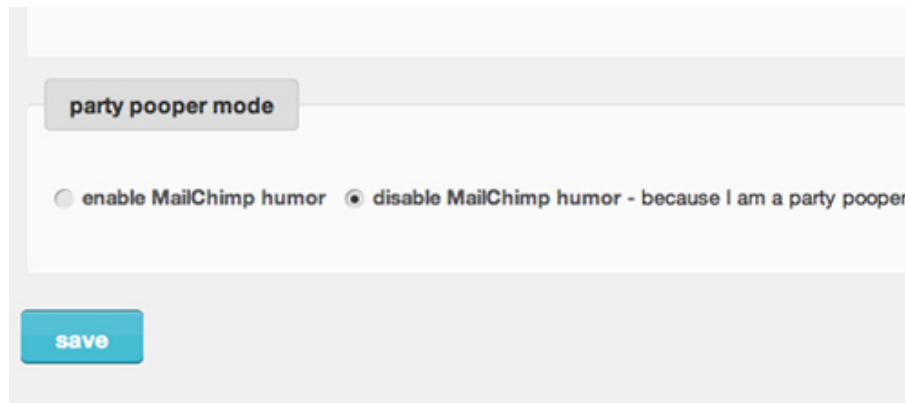 party pooper mode
enable MailChimp humor disable MailChimp humor - because I am a party pooper
save